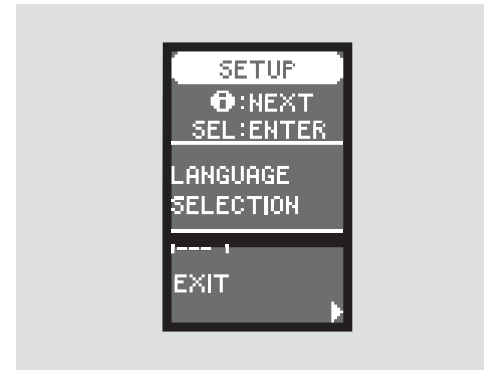 SETUP
i:NEXT
SEL:ENTER
LANGUAGE
SELECTION
EXIT